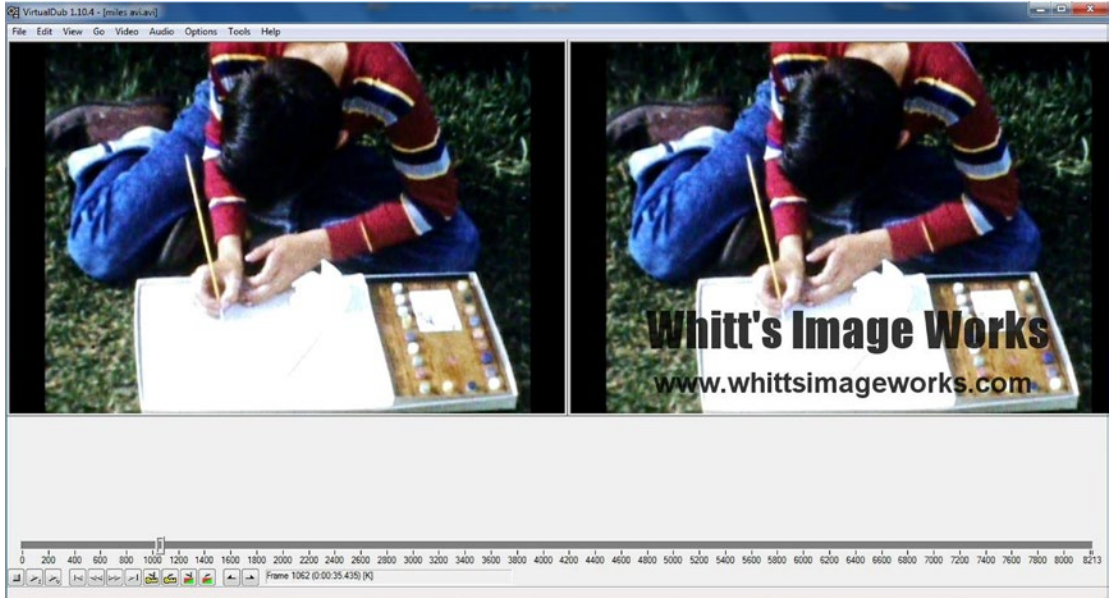 VirtualDub 1.10.4 - [miles avi.avi]
File Edit View Go Video Audio Options Tools Help
Whitt's Image Works
www.whittsimageworks.com
0 200 400 600 800 1000 1200 1400 1600 1800 2000 2200 2400 2600 2800 3000 3200 3400 3600 3800 4000 4200 4400 4600 4800 5000 5200 5400 5600 5800 6000 6200 6400 6600 6800 7000 7200 7400 7600 7800 8000 8213
Frame 1062 (0:00:35.435) [K]